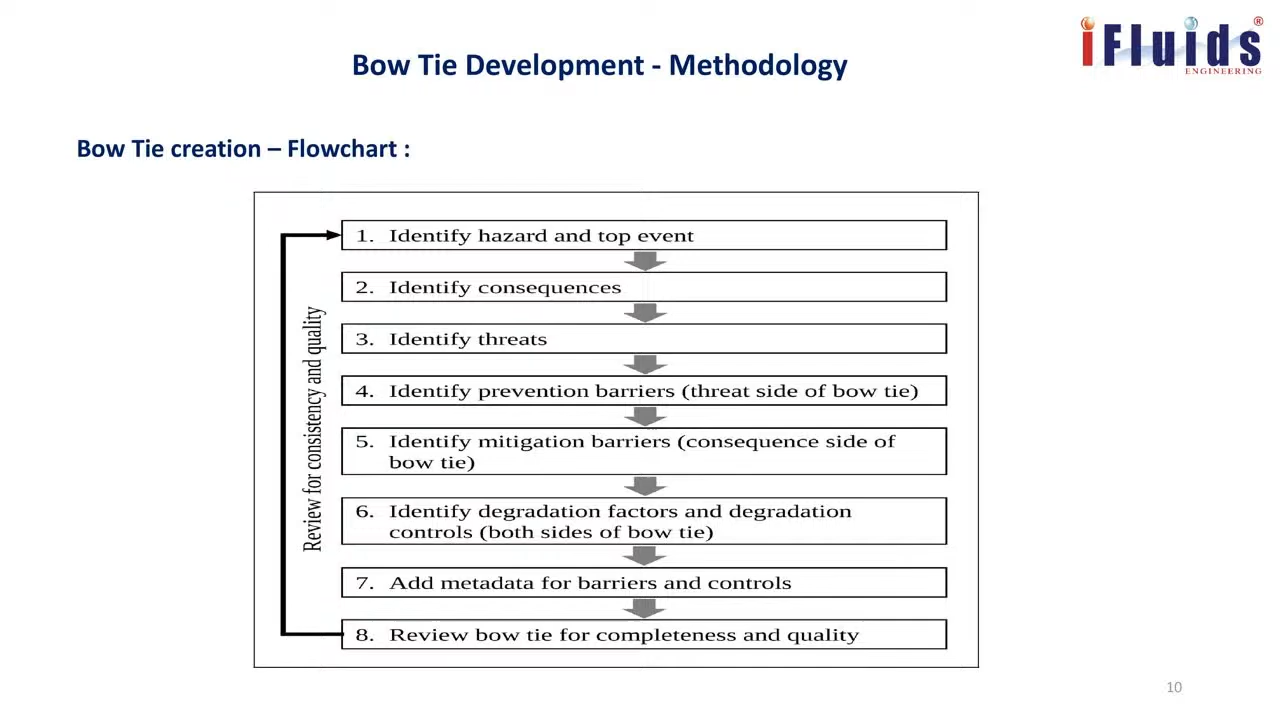 iFluids®
ENGINEERING
Bow Tie Development - Methodology
Bow Tie creation – Flowchart :
Review for consistency and quality
1. Identify hazard and top event
2. Identify consequences
3. Identify threats
4. Identify prevention barriers (threat side of bow tie)
5. Identify mitigation barriers (consequence side of
bow tie)
6. Identify degradation factors and degradation
controls (both sides of bow tie)
7. Add metadata for barriers and controls
8. Review bow tie for completeness and quality
10